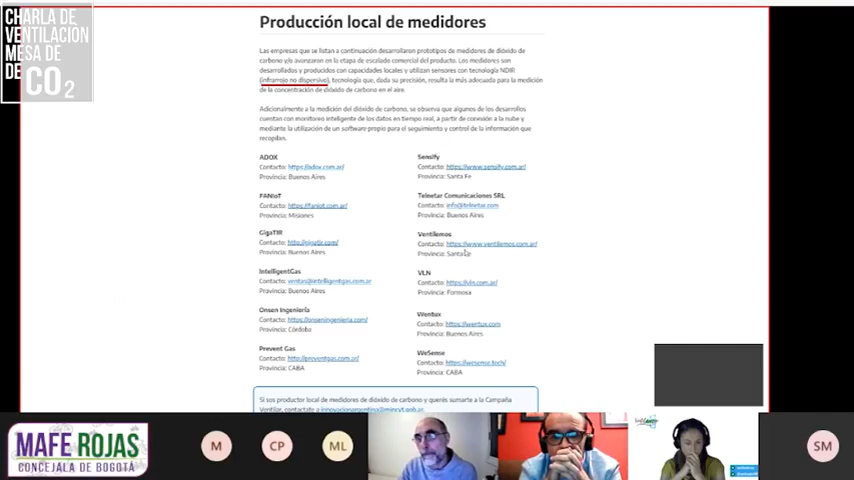 CHARLA DE
VENTILACIÓN
MESA DE
DE CO2
Producción local de medidores
Las empresas que se listan a continuación desarrollaron prototipos de medidores de dióxido de
carbono y/o avanzaron en la etapa de escalado comercial del producto. Los medidores son
desarrollados y producidos con capacidades locales y utilizan sensores con tecnología NDIR
(infrarrojo no dispersivo), tecnología que, dada su precisión, resulta la más adecuada para la medición
de la concentración de dióxido de carbono en el aire.
Adicionalmente a la medición del dióxido de carbono, se observa que algunos de los desarrollos
cuentan con monitoreo inteligente de los datos en tiempo real, a partir de conexión a la nube y
mediante la utilización de un software propio para el seguimiento y control de la información que
recopilan.
ADOX
Contacto: https://adox.com.ar/
Provincia: Buenos Aires
FANIoT
Contacto: https://faniot.com.ar/
Provincia: Misiones
GigaTIR
Contacto: http://gigatir.com/
Provincia: Buenos Aires
IntelligentGas
Contacto: ventas@intelligentgas.com.ar
Provincia: Buenos Aires
Onsen Ingeniería
Contacto: https://onseningenieria.com/
Provincia: Córdoba
Prevent Gas
Contacto: http://preventgas.com.ar/
Provincia: CABA
Sensify
Contacto: https://www.sensify.com.ar/
Provincia: Santa Fe
Telnetar Comunicaciones SRL
Contacto: info@telnetar.com
Provincia: Buenos Aires
Ventilemos
Contacto: https://www.ventilemos.com.ar/
Provincia: Santa Fe
VLN
Contacto: https://vln.com.ar/
Provincia: Formosa
Wentux
Contacto: https://wentux.com
Provincia: Buenos Aires
WeSense
Contacto: https://wesense.tech/
Provincia: CABA
Si sos productor local de medidores de dióxido de carbono y querés sumarte a la Campaña
Ventilar, contactate a innovacionargentina@mincyt.gob.ar.
MAFE ROJAS
CONCEJALA DE BOGOTÁ
M
CP
ML
SM